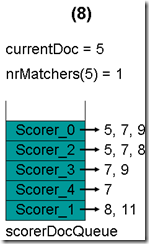 (8)
currentDoc = 5
nrMatchers(5) = 1
Scorer_0 5, 7, 9
Scorer_2 5, 7, 8
Scorer_3 7, 9
Scorer_4 7
Scorer_1 8, 11
scorerDocQueue